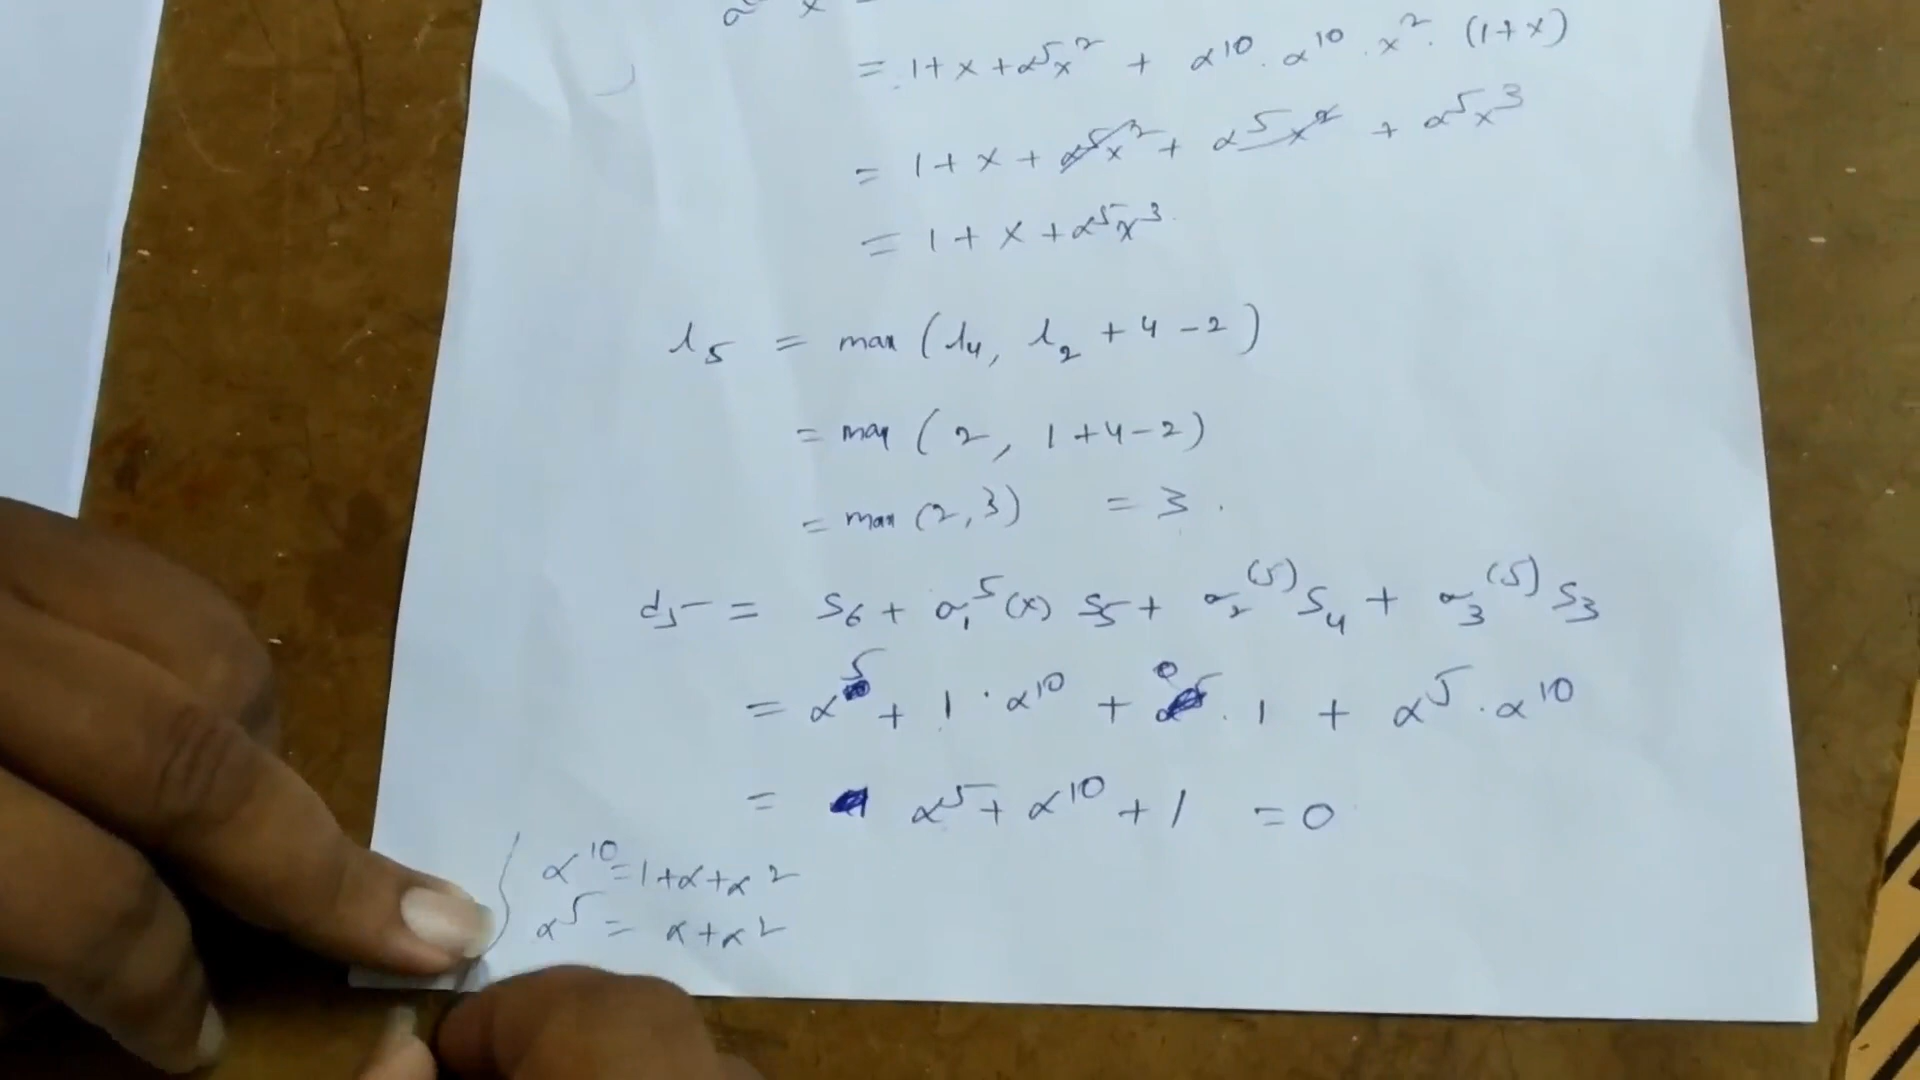 = 1 + x + α⁵x² + α¹⁰ . α¹⁰ . x² . (1+x)
= 1 + x + α⁵x² + α⁵x² + α⁵x³
= 1 + x + α⁵x³
l₅ = max (l₄, l₂ + 4 - 2)
= max ( 2, 1+4-2)
= max (2,3) = 3 .
d₅ = S₆ + σ₁⁵(x) S₅ + σ₂⁽⁵⁾ S₄ + σ₃⁽⁵⁾ S₃
= α⁵ + 1 · α¹⁰ + 0 . 1 + α⁵ . α¹⁰
= α⁵ + α¹⁰ + 1 = 0
α¹⁰ = 1+α+α²
α⁵ = α+α²